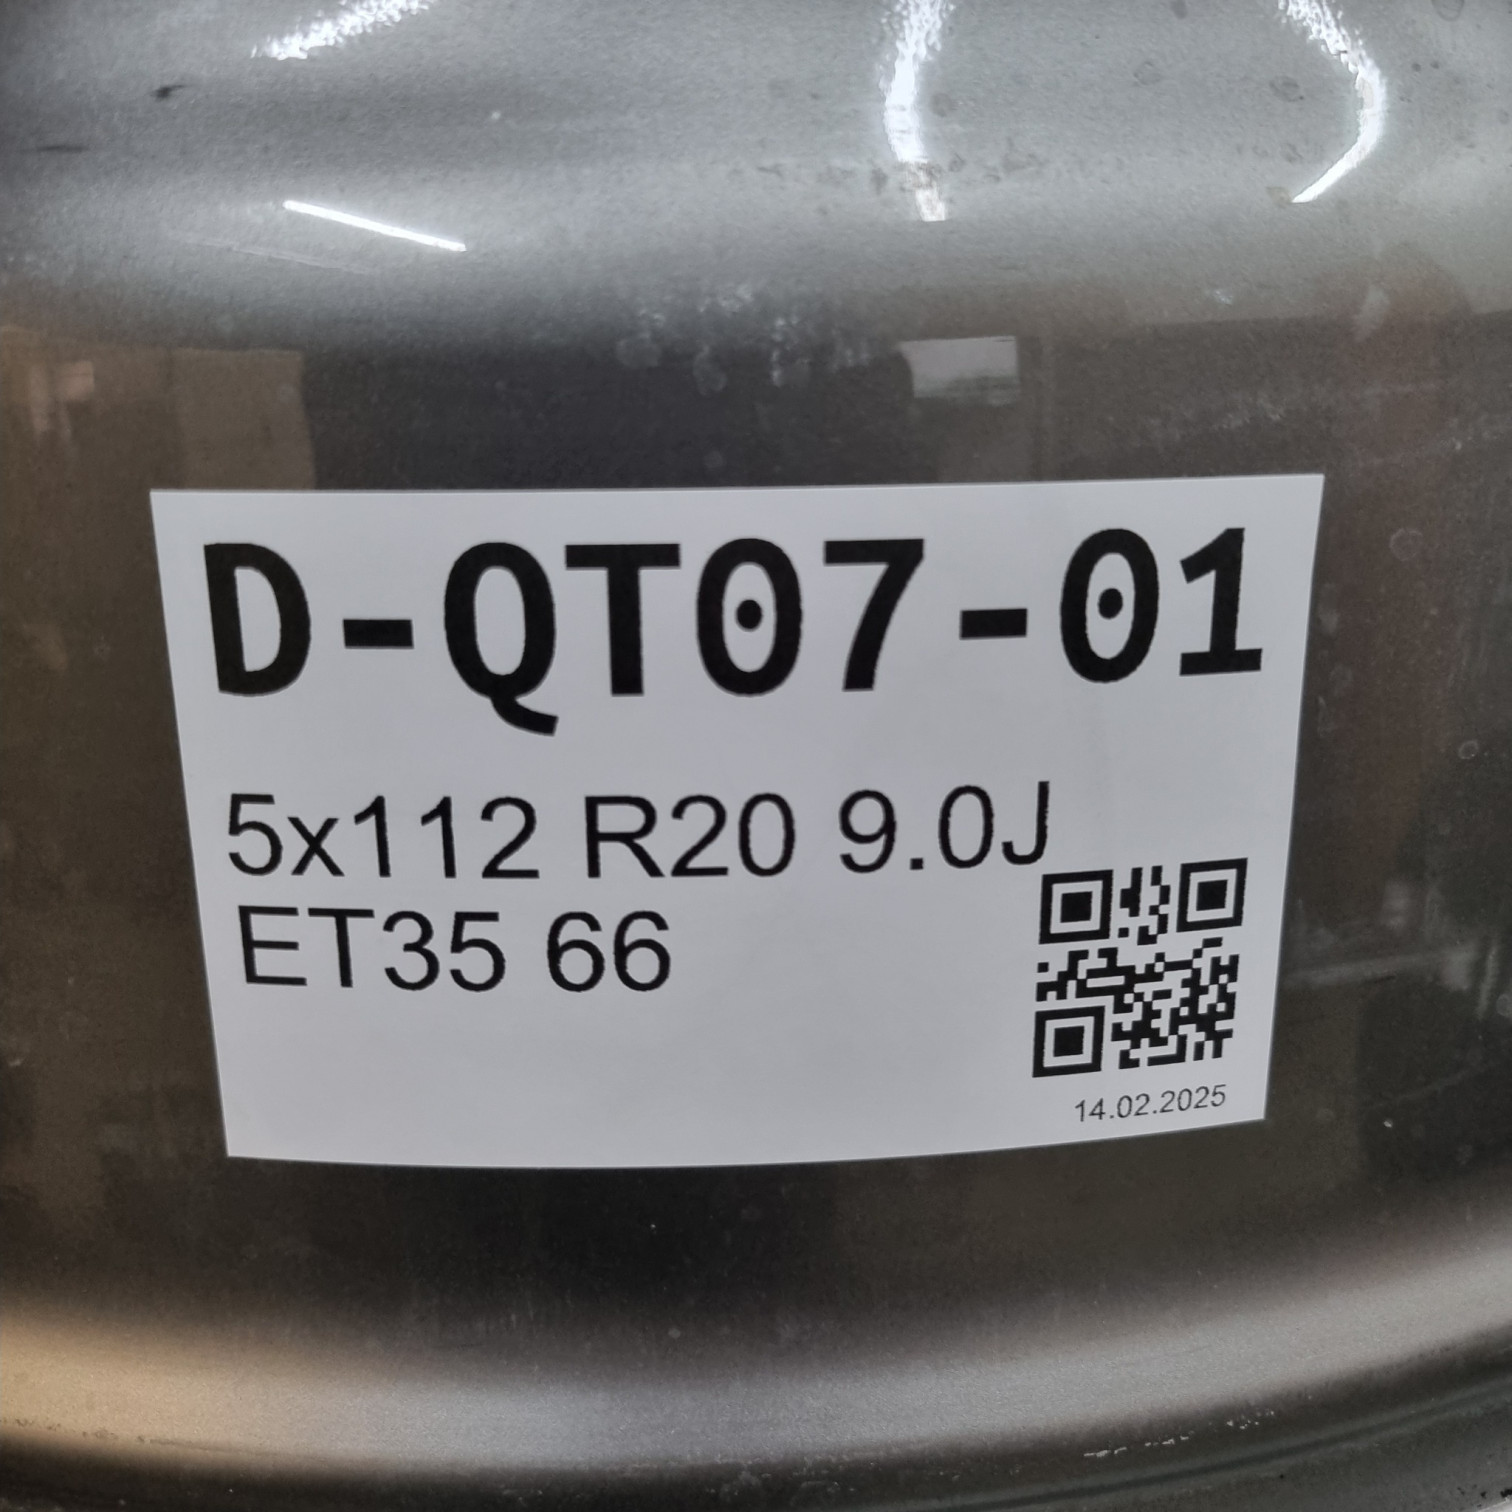 D-QT07-01
5x112 R20 9.0J
ET35 66
14.02.2025